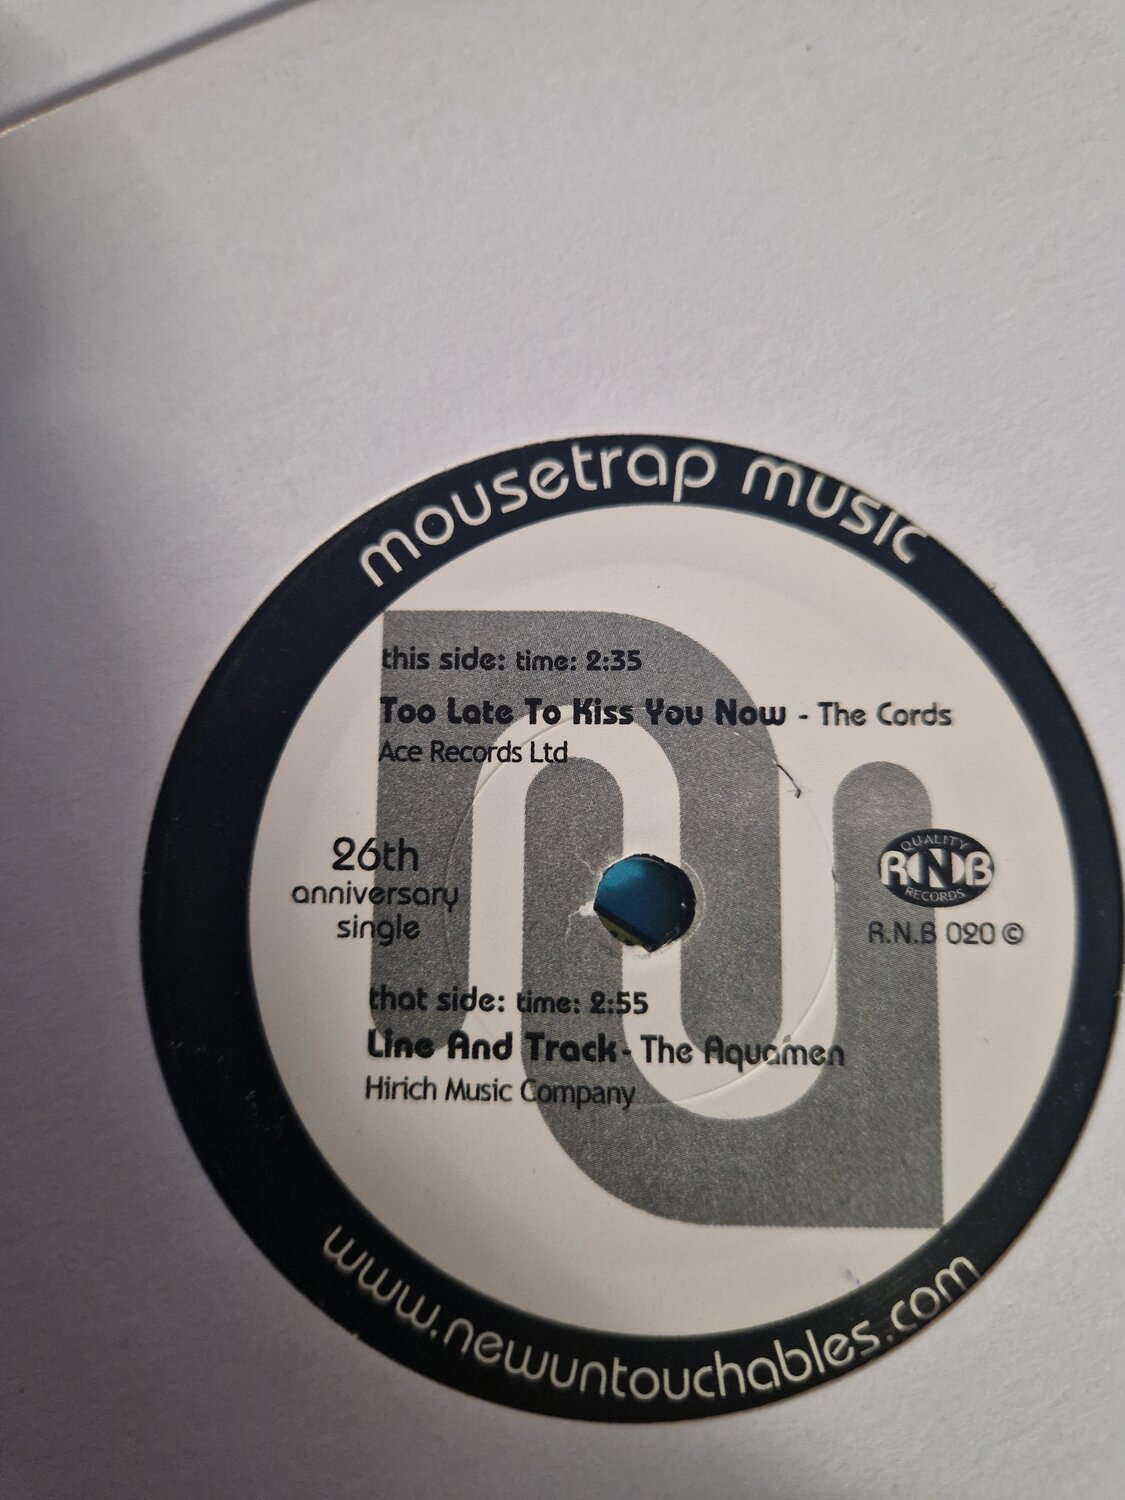 mousetrap music
this side: time: 2:35
Too Late To Kiss You Now - The Cords
Ace Records Ltd
26th
anniversary
single
QUALITY
RNB
RECORDS
R.N.B 020 ©
that side: time: 2:55
Line And Track - The Aquamen
Hirich Music Company
www.newuntouchables.com